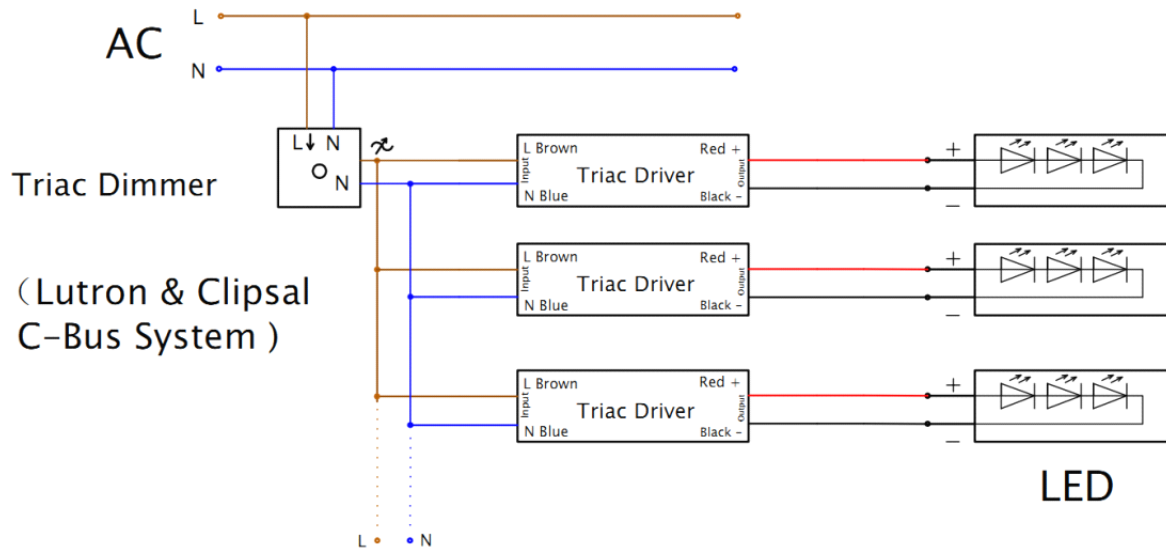 L
AC
N
L N
N
Triac Dimmer
(Lutron & Clipsal
C-Bus System )
L Brown
Input
N Blue
Triac Driver
Red +
Output
Black -
+
−
L Brown
Input
N Blue
Triac Driver
Red +
Output
Black -
+
−
L Brown
Input
N Blue
Triac Driver
Red +
Output
Black -
+
−
LED
L
N